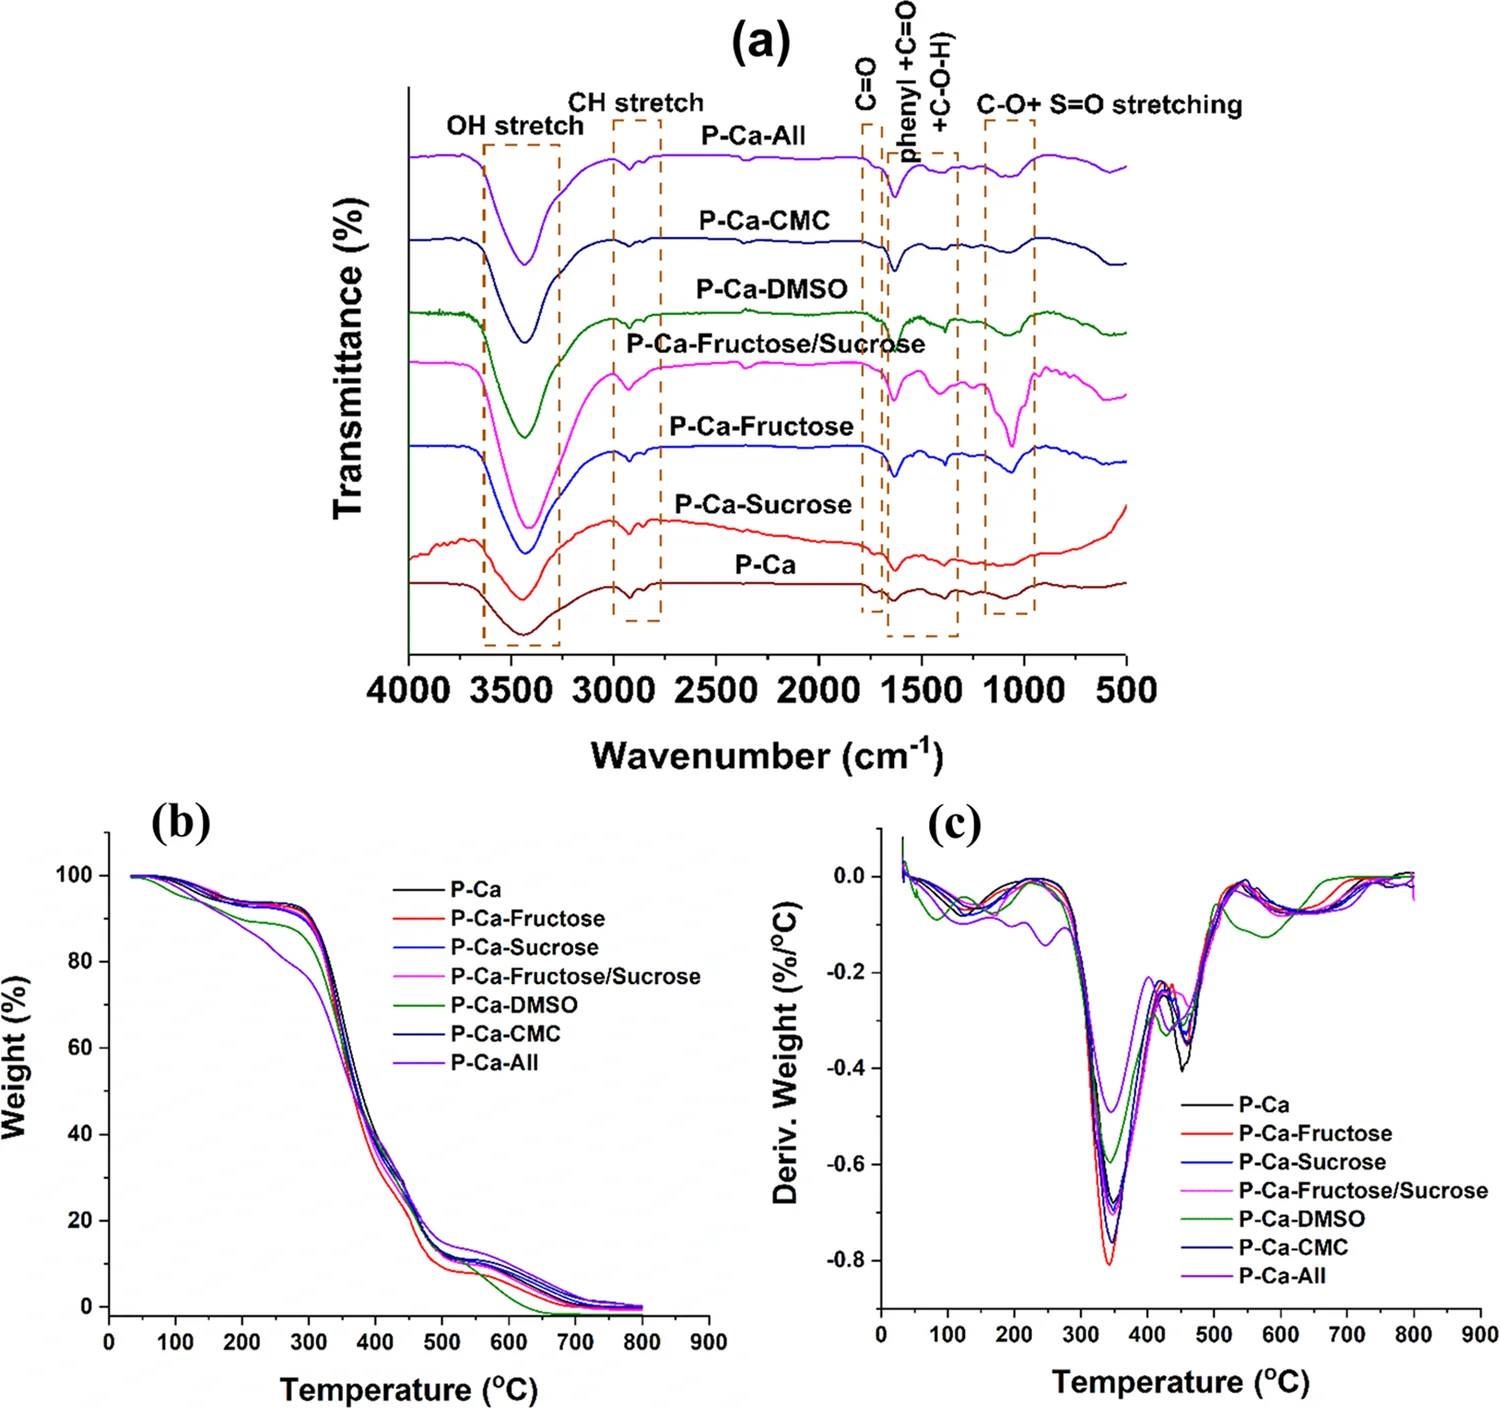 (a)
C=O
phenyl +C=O
+C-O-H)
CH stretch
C-O+ S=O stretching
OH stretch
P-Ca-All
P-Ca-CMC
P-Ca-DMSO
P-Ca-Fructose/Sucrose
P-Ca-Fructose
P-Ca-Sucrose
P-Ca
Transmittance (%)
4000 3500 3000 2500 2000 1500 1000 500
Wavenumber (cm-1)
(b)
100
80
60
40
20
0
Weight (%)
P-Ca
P-Ca-Fructose
P-Ca-Sucrose
P-Ca-Fructose/Sucrose
P-Ca-DMSO
P-Ca-CMC
P-Ca-All
0 100 200 300 400 500 600 700 800 900
Temperature (oC)
(c)
0.0
-0.2
-0.4
-0.6
-0.8
Deriv. Weight (%/oC)
P-Ca
P-Ca-Fructose
P-Ca-Sucrose
P-Ca-Fructose/Sucrose
P-Ca-DMSO
P-Ca-CMC
P-Ca-All
0 100 200 300 400 500 600 700 800 900
Temperature (oC)